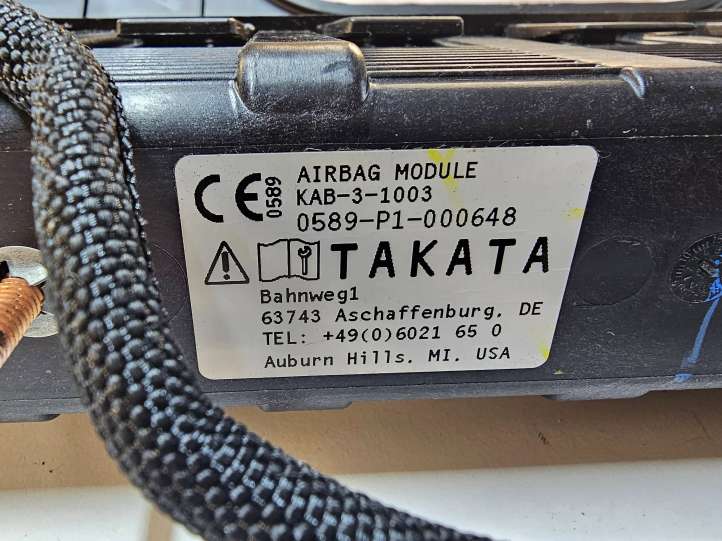 CE 0589
AIRBAG MODULE
KAB-3-1003
0589-P1-000648
TAKATA
Bahnweg1
63743 Aschaffenburg, DE
TEL: +49(0)6021 65 0
Auburn Hills, MI. USA